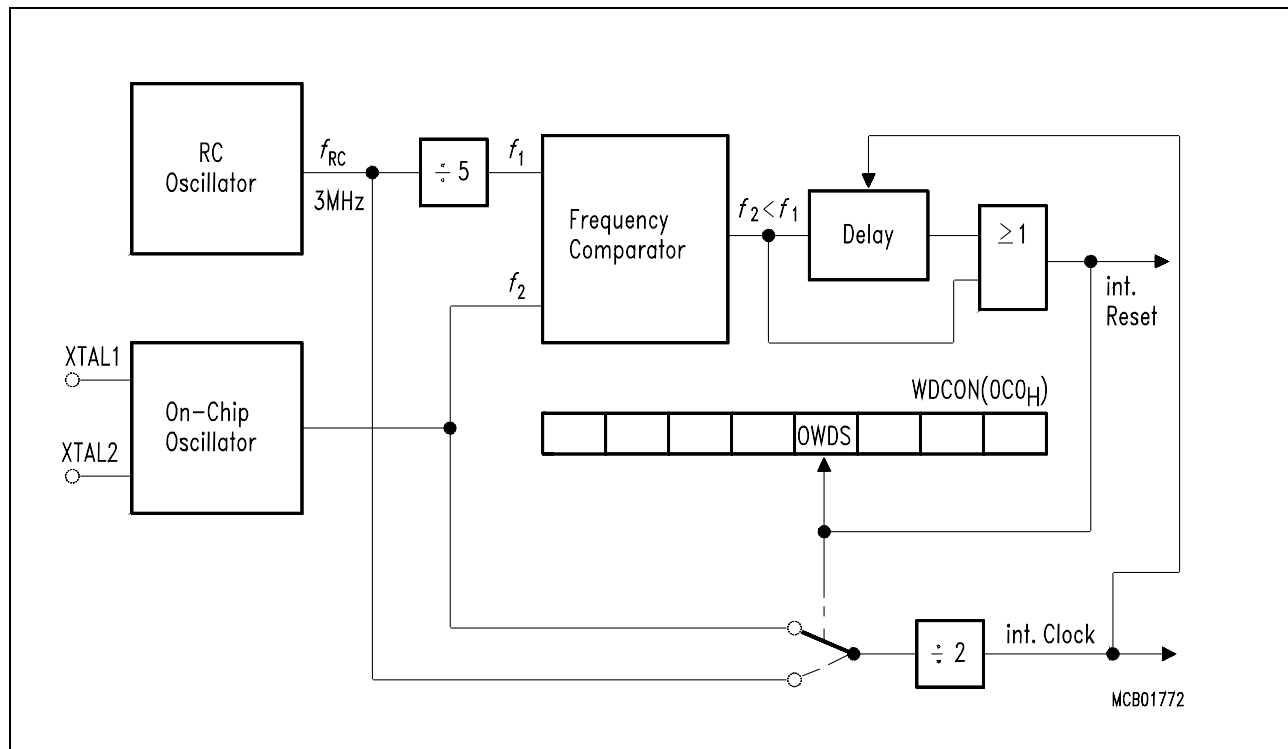 RC
Oscillator
fRC
3MHz
÷ 5
f1
Frequency
Comparator
f2<f1
Delay
≥1
int.
Reset
f2
XTAL1
XTAL2
On-Chip
Oscillator
WDCON(0C0H)
OWDS
÷ 2
int. Clock
MCB01772